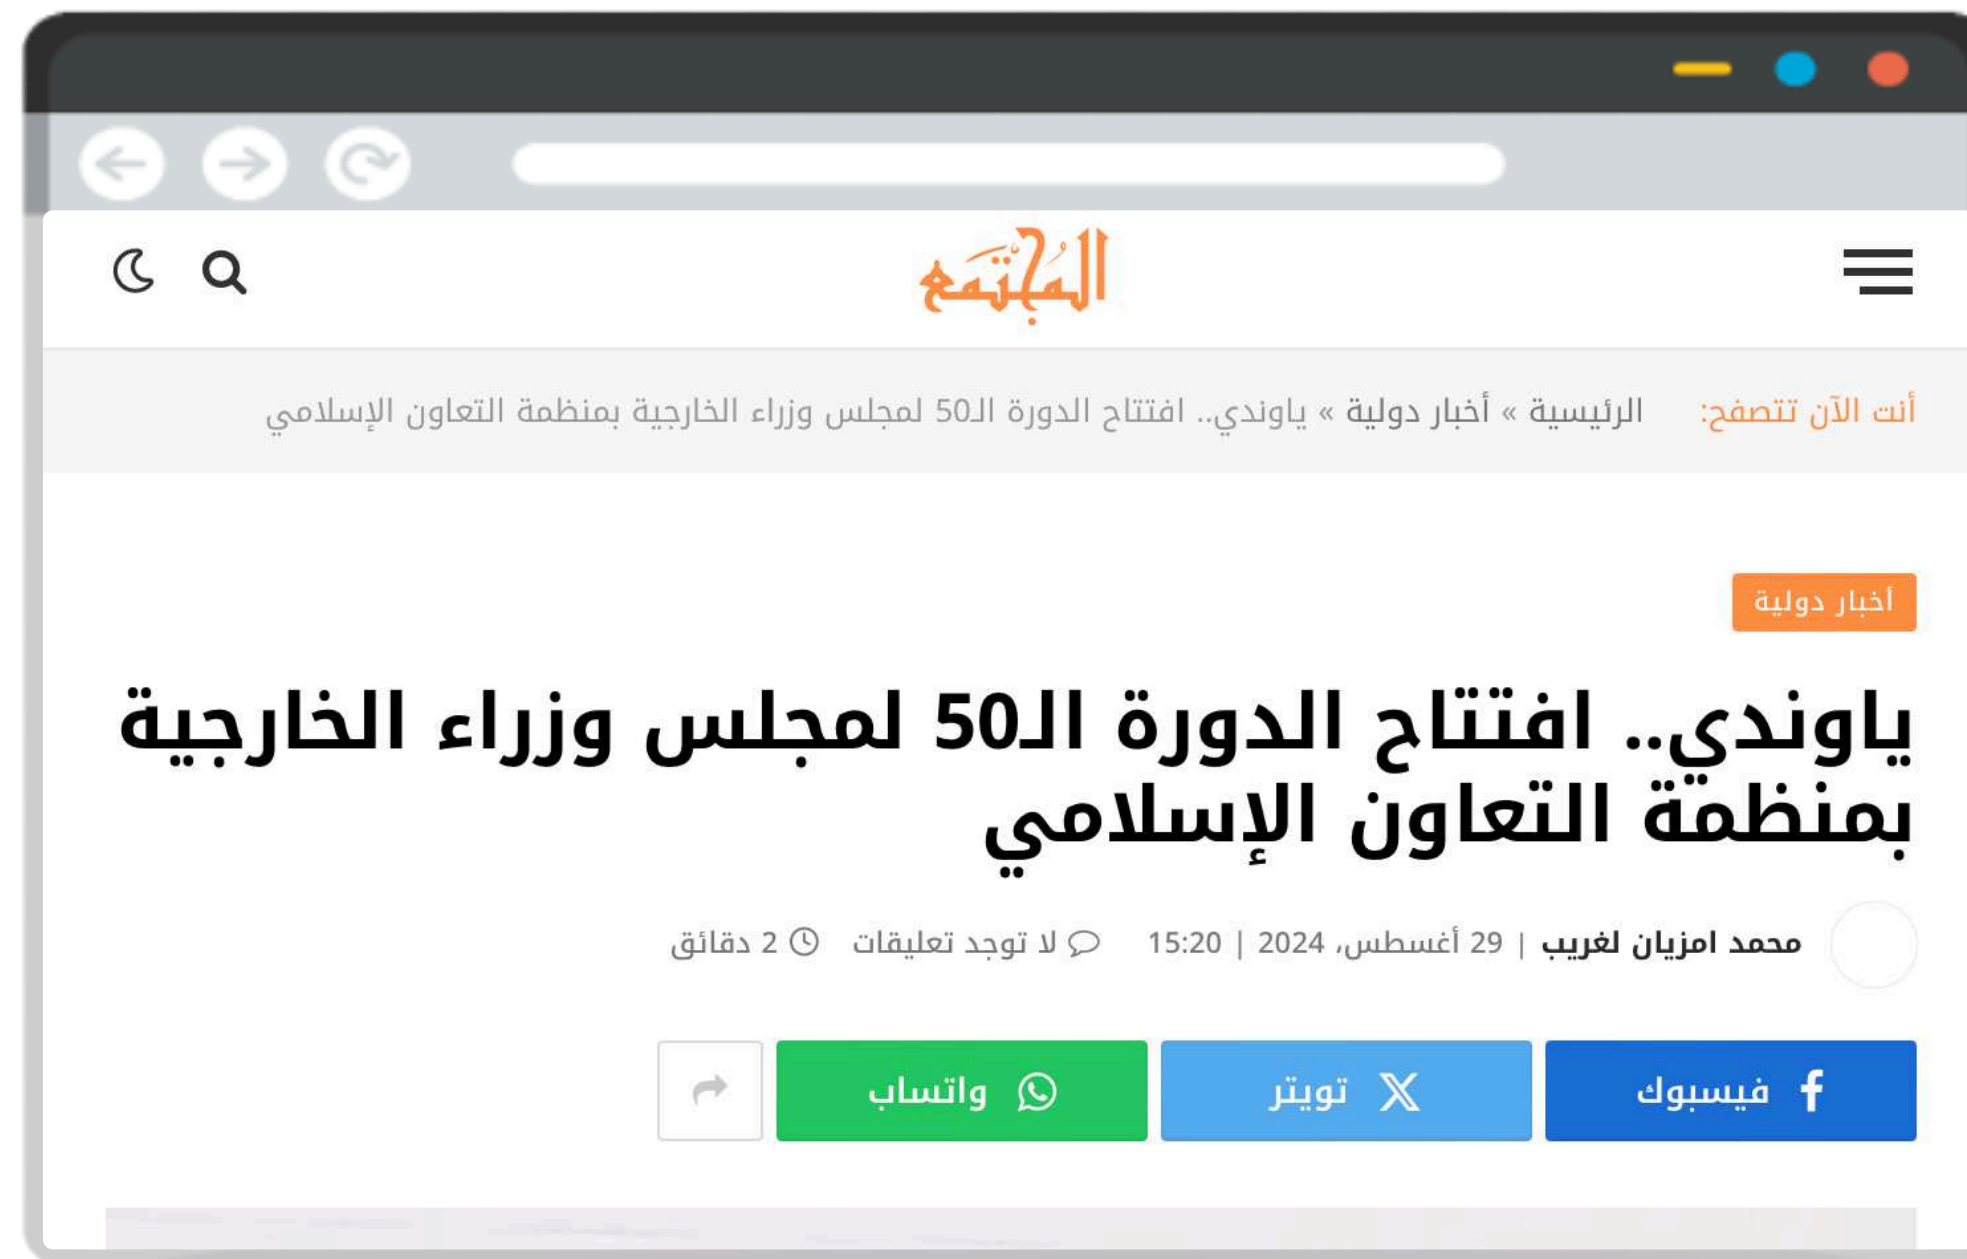 المجتمع
أنت الآن تتصفح: الرئيسية » أخبار دولية » ياوندي.. افتتاح الدورة الـ50 لمجلس وزراء الخارجية بمنظمة التعاون الإسلامي
أخبار دولية
ياوندي.. افتتاح الدورة الـ50 لمجلس وزراء الخارجية
بمنظمة التعاون الإسلامي
محمد امزيان لغريب | 29 أغسطس، 2024 | 15:20 لا توجد تعليقات 2 دقائق
فيسبوك تويتر واتساب